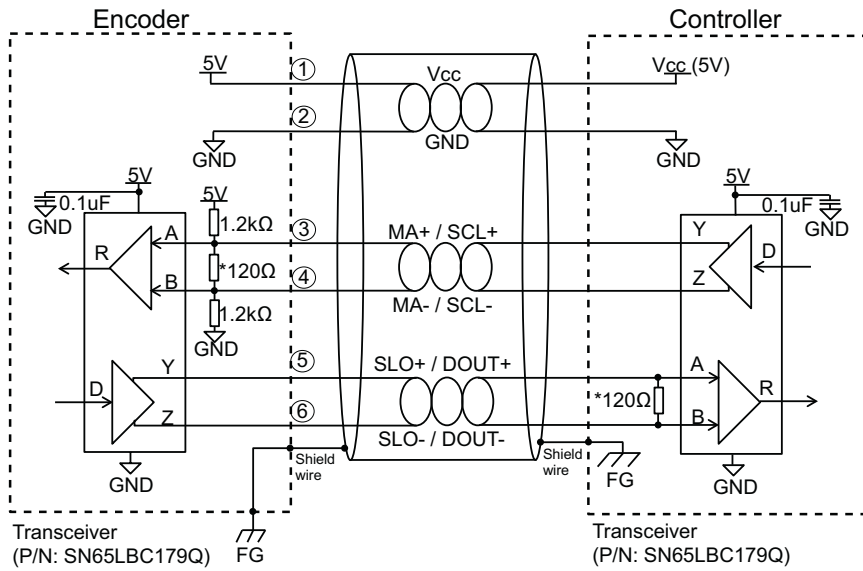 Encoder
Controller
5V
①
Vcc
Vcc (5V)
②
GND
GND
GND
5V
0.1uF
GND
5V
1.2kΩ
③
MA+ / SCL+
A
R
*120Ω
B
④
MA- / SCL-
1.2kΩ
GND
5V
0.1uF
GND
Y
D
Z
⑤
SLO+ / DOUT+
Y
D
Z
⑥
SLO- / DOUT-
A
R
*120Ω
B
GND
Shield
wire
FG
Shield
wire
FG
GND
Transceiver
(P/N: SN65LBC179Q)
Transceiver
(P/N: SN65LBC179Q)